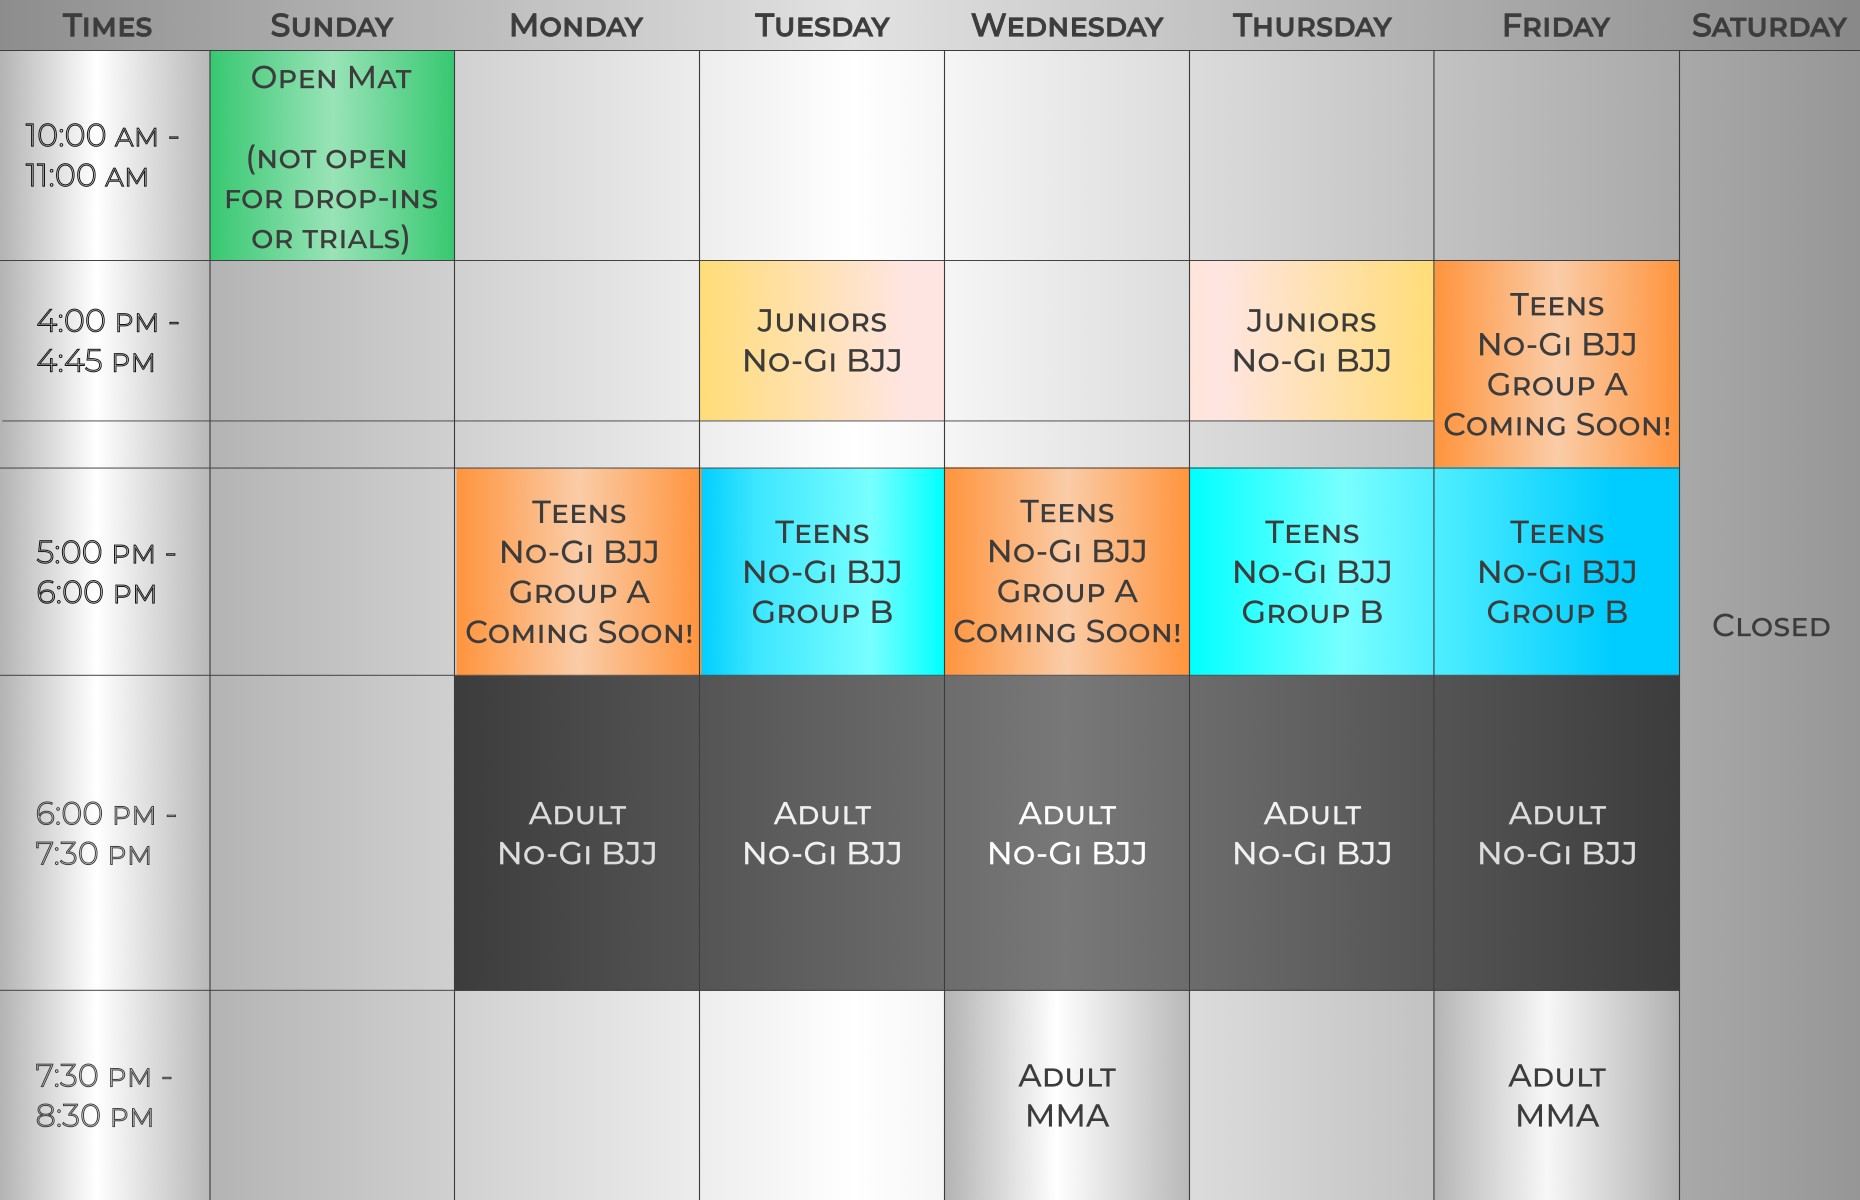 Times
Sunday
Monday
Tuesday
Wednesday
Thursday
Friday
Saturday
10:00 am -
11:00 am
Open Mat
(not open
for drop-ins
or trials)
4:00 pm -
4:45 pm
Juniors
No-Gi BJJ
Juniors
No-Gi BJJ
Teens
No-Gi BJJ
Group A
Coming Soon!
5:00 pm -
6:00 pm
Teens
No-Gi BJJ
Group A
Coming Soon!
Teens
No-Gi BJJ
Group B
Teens
No-Gi BJJ
Group A
Coming Soon!
Teens
No-Gi BJJ
Group B
Teens
No-Gi BJJ
Group B
Closed
6:00 pm -
7:30 pm
Adult
No-Gi BJJ
Adult
No-Gi BJJ
Adult
No-Gi BJJ
Adult
No-Gi BJJ
Adult
No-Gi BJJ
7:30 pm -
8:30 pm
Adult
MMA
Adult
MMA